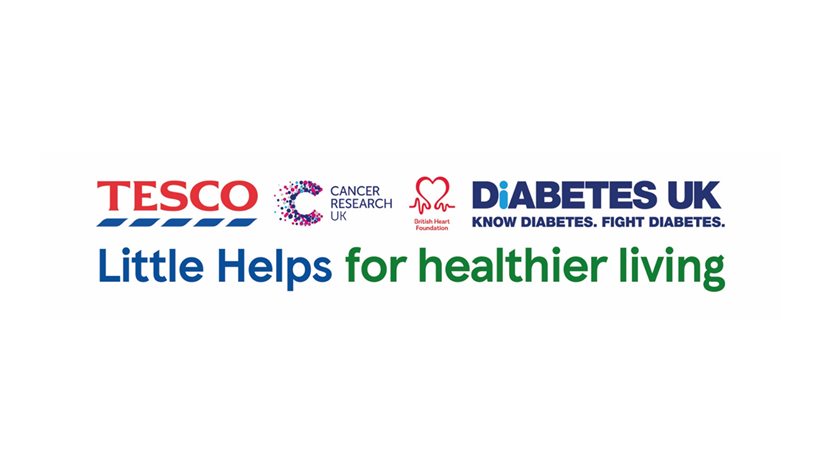 TESCO
CANCER
RESEARCH
UK
British Heart
Foundation
DiABETES UK
KNOW DIABETES. FIGHT DIABETES.
Little Helps for healthier living